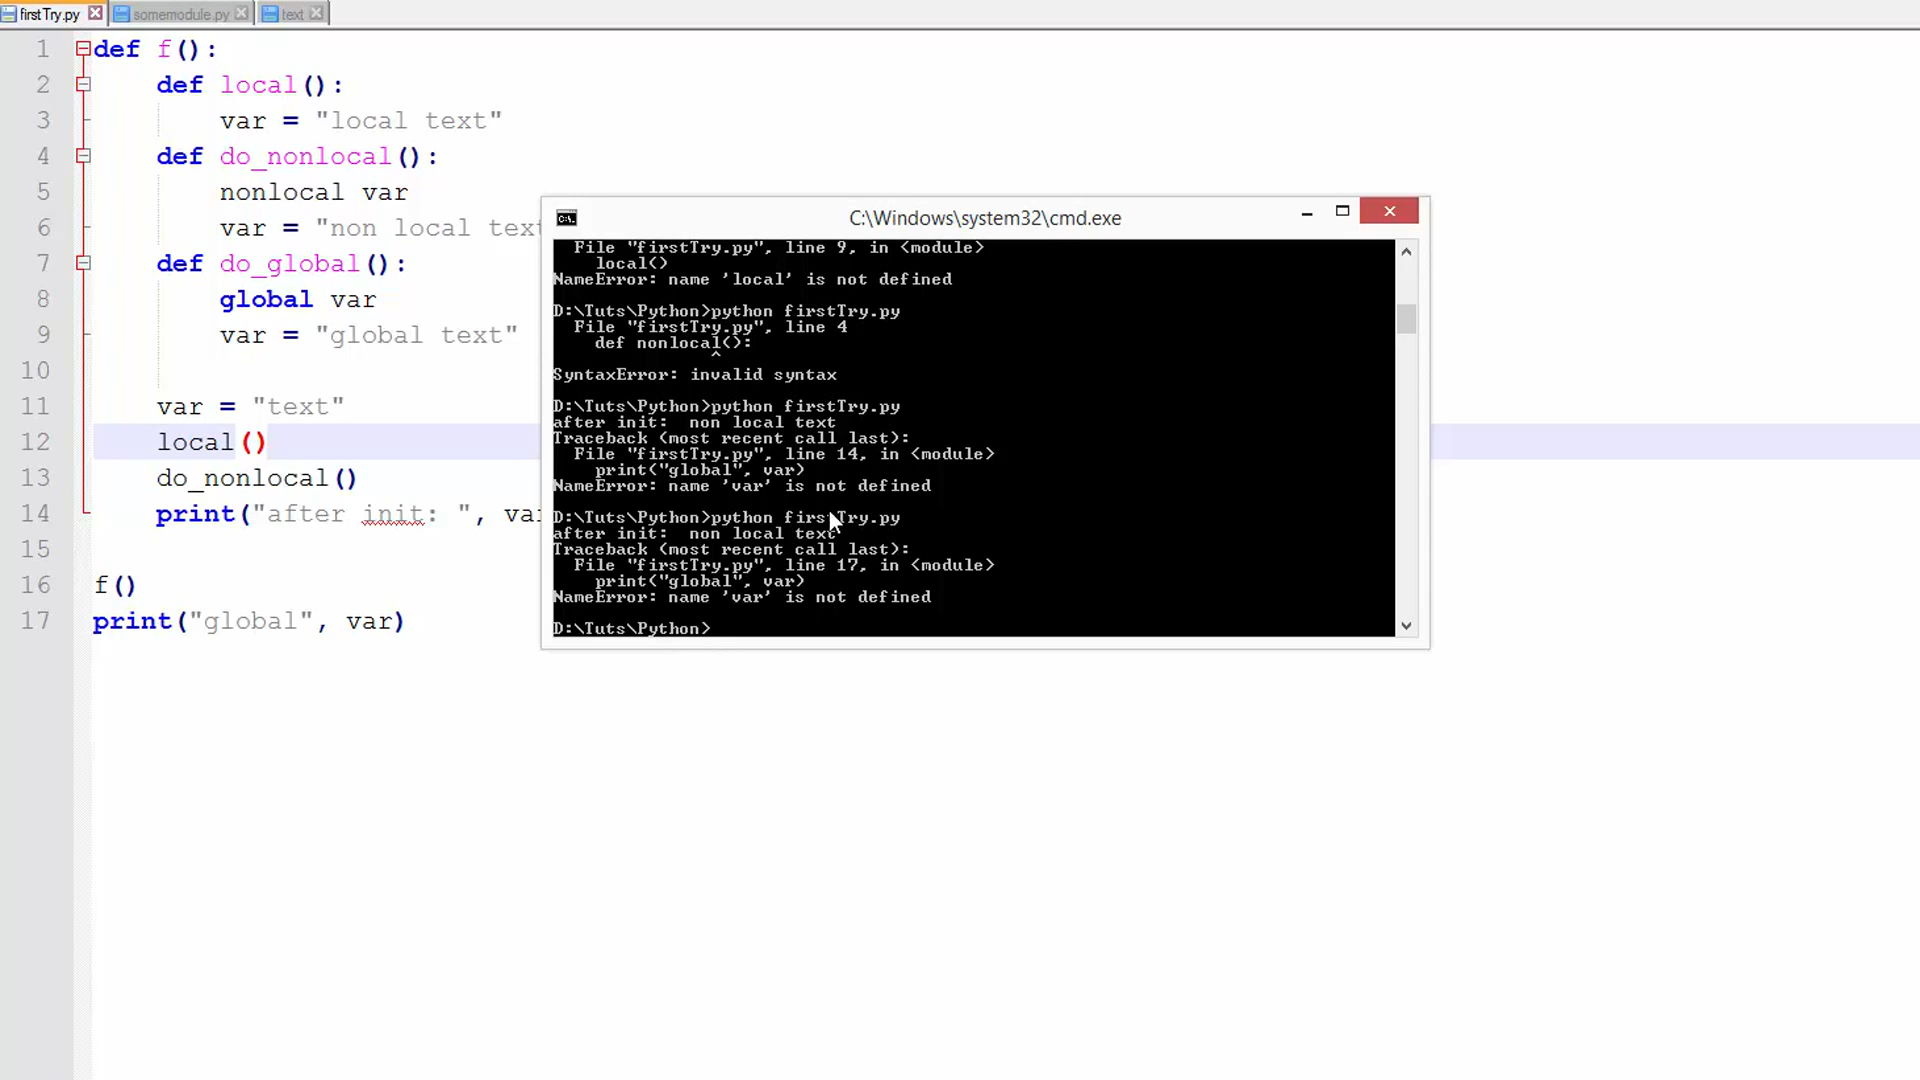 firstTry.py somemodule.py text
1 def f():
2 def local():
3 var = "local text"
4 def do_nonlocal():
5 nonlocal var
6 var = "non local text
7 def do_global():
8 global var
9 var = "global text"
10
11 var = "text"
12 local()
13 do_nonlocal()
14 print("after init: ", var
15
16 f()
17 print("global", var)
C:\Windows\system32\cmd.exe
File "firstTry.py", line 9, in <module>
local()
NameError: name 'local' is not defined
D:\Tuts\Python>python firstTry.py
File "firstTry.py", line 4
def nonlocal():
^
SyntaxError: invalid syntax
D:\Tuts\Python>python firstTry.py
after init:  non local text
Traceback (most recent call last):
File "firstTry.py", line 14, in <module>
print("global", var)
NameError: name 'var' is not defined
D:\Tuts\Python>python firstTry.py
after init:  non local text
Traceback (most recent call last):
File "firstTry.py", line 17, in <module>
print("global", var)
NameError: name 'var' is not defined
D:\Tuts\Python>